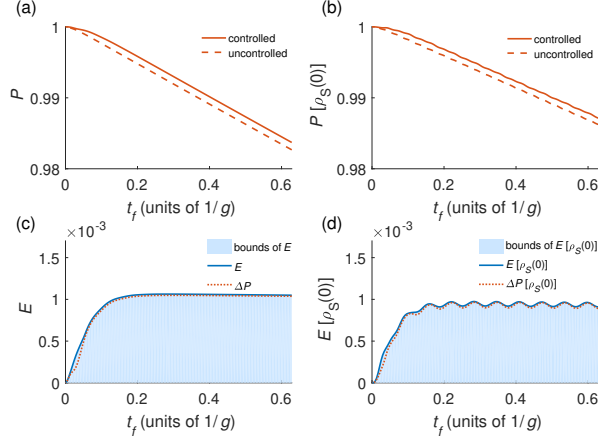 (a)
1
0.99
0.98
P
controlled
uncontrolled
0 0.2 0.4 0.6
t_f (units of 1/g)
(b)
1
0.99
0.98
P [ρ_S(0)]
controlled
uncontrolled
0 0.2 0.4 0.6
t_f (units of 1/g)
(c)
×10^-3
1.5
1
0.5
0
E
bounds of E
E
ΔP
0 0.2 0.4 0.6
t_f (units of 1/g)
(d)
×10^-3
1.5
1
0.5
0
E [ρ_S(0)]
bounds of E [ρ_S(0)]
E [ρ_S(0)]
ΔP [ρ_S(0)]
0 0.2 0.4 0.6
t_f (units of 1/g)